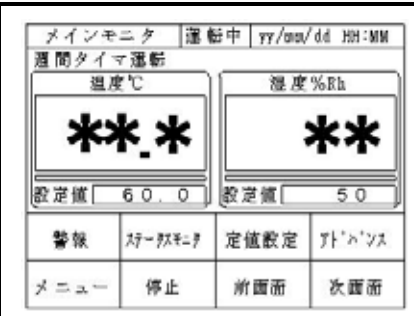 メインモニタ 運転中 yy/mm/dd HH:MM
週間タイマ運転
温度℃ 湿度%Rh
**.* **
設定値 60.0 設定値 50
警報 ステータスモニタ 定値設定 アドバンス
メニュー 停止 前画面 次画面